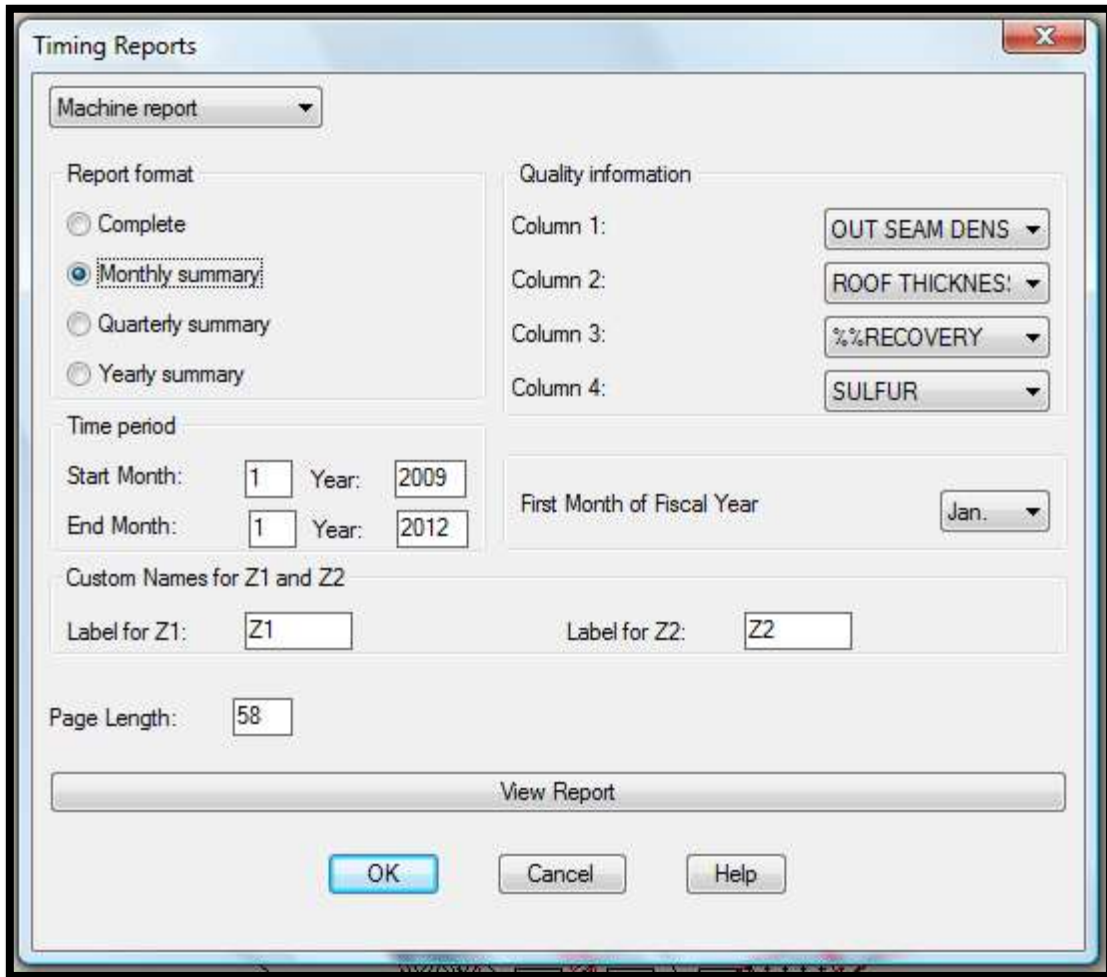 Timing Reports
Machine report
Report format
Complete
Monthly summary
Quarterly summary
Yearly summary
Quality information
Column 1: OUT SEAM DENS
Column 2: ROOF THICKNES
Column 3: %%RECOVERY
Column 4: SULFUR
Time period
Start Month: 1 Year: 2009
End Month: 1 Year: 2012
First Month of Fiscal Year Jan.
Custom Names for Z1 and Z2
Label for Z1: Z1 Label for Z2: Z2
Page Length: 58
View Report
OK Cancel Help